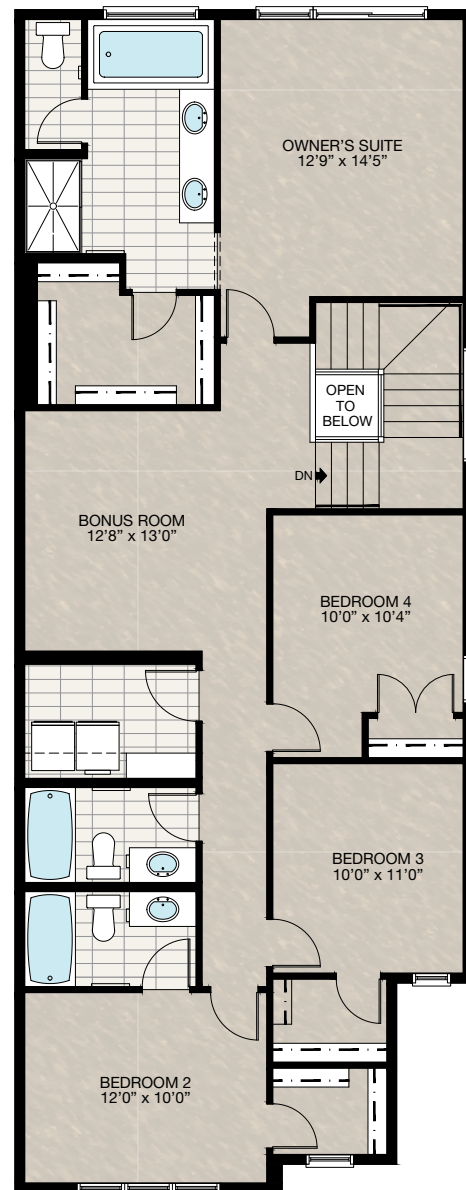 OWNER'S SUITE
12'9" x 14'5"
OPEN
TO
BELOW
DN
BONUS ROOM
12'8" x 13'0"
BEDROOM 4
10'0" x 10'4"
BEDROOM 3
10'0" x 11'0"
BEDROOM 2
12'0" x 10'0"